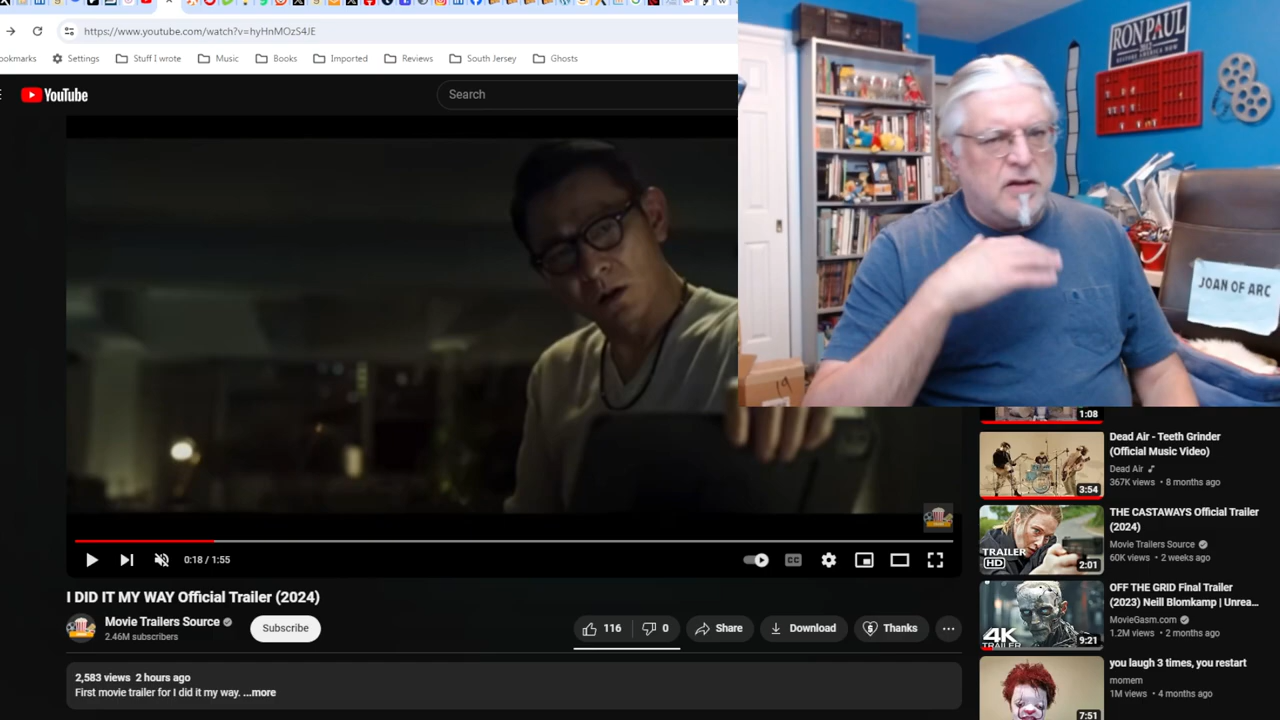 https://www.youtube.com/watch?v=hyHnMOzS4JE
ookmarks
Settings
Stuff I wrote
Music
Books
Imported
Reviews
South Jersey
Ghosts
YouTube
Search
RON PAUL
JOAN OF ARC
19
0:18 / 1:55
CC
I DID IT MY WAY Official Trailer (2024)
Movie Trailers Source
2.46M subscribers
Subscribe
116
0
Share
Download
Thanks
2,583 views 2 hours ago
First movie trailer for I did it my way. ...more
1:08
Dead Air - Teeth Grinder
(Official Music Video)
Dead Air
367K views • 8 months ago
3:54
THE CASTAWAYS Official Trailer
(2024)
Movie Trailers Source
60K views • 2 weeks ago
TRAILER
HD
2:01
OFF THE GRID Final Trailer
(2023) Neill Blomkamp | Unrea...
MovieGasm.com
1.2M views • 2 months ago
4K
TRAILER
9:21
you laugh 3 times, you restart
momem
1M views • 4 months ago
7:51